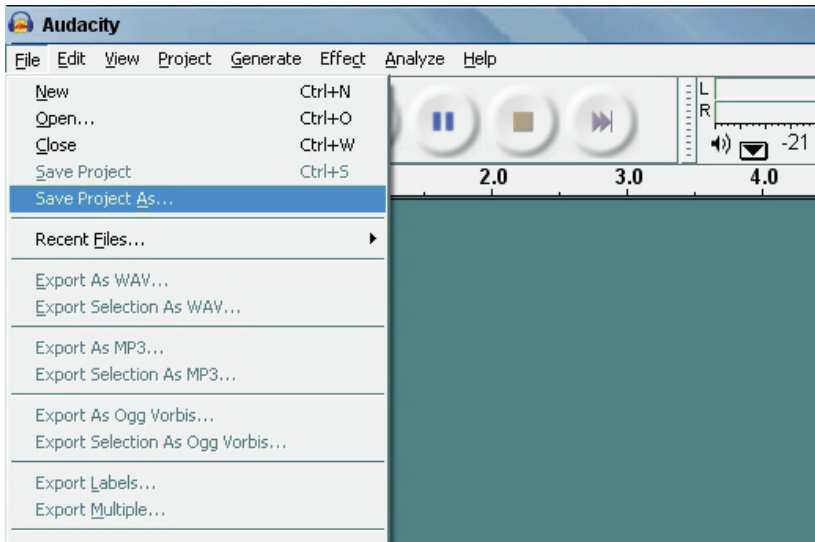 Audacity
File Edit View Project Generate Effect Analyze Help
New Ctrl+N
Open... Ctrl+O
Close Ctrl+W
Save Project Ctrl+S
Save Project As...
Recent Files...
Export As WAV...
Export Selection As WAV...
Export As MP3...
Export Selection As MP3...
Export As Ogg Vorbis...
Export Selection As Ogg Vorbis...
Export Labels...
Export Multiple...
L
R
-21
2.0 3.0 4.0